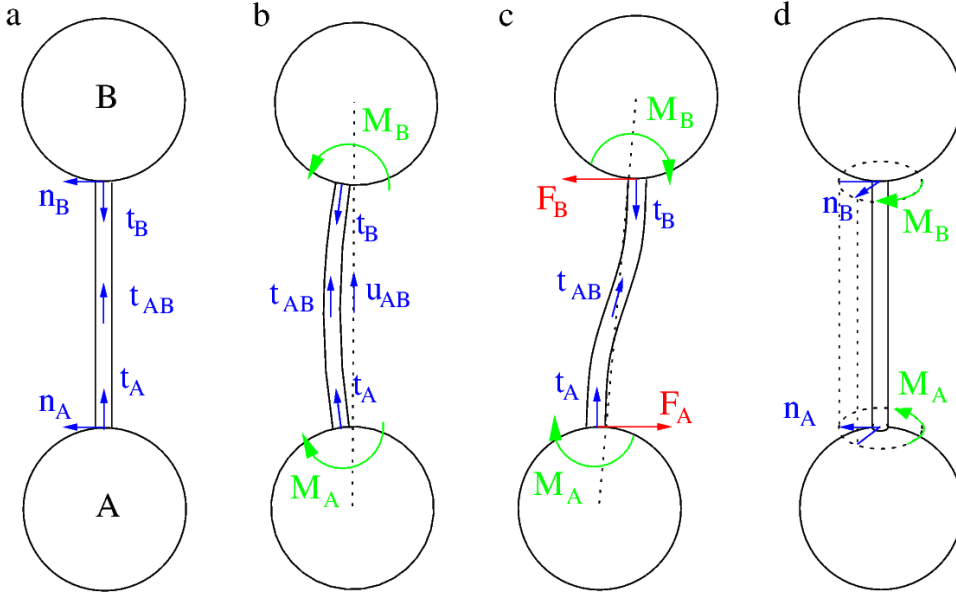 a
B
n_B
t_B
t_AB
t_A
n_A
A
b
M_B
t_B
t_AB
u_AB
t_A
M_A
c
M_B
F_B
t_B
t_AB
t_A
F_A
M_A
d
n_B
M_B
M_A
n_A